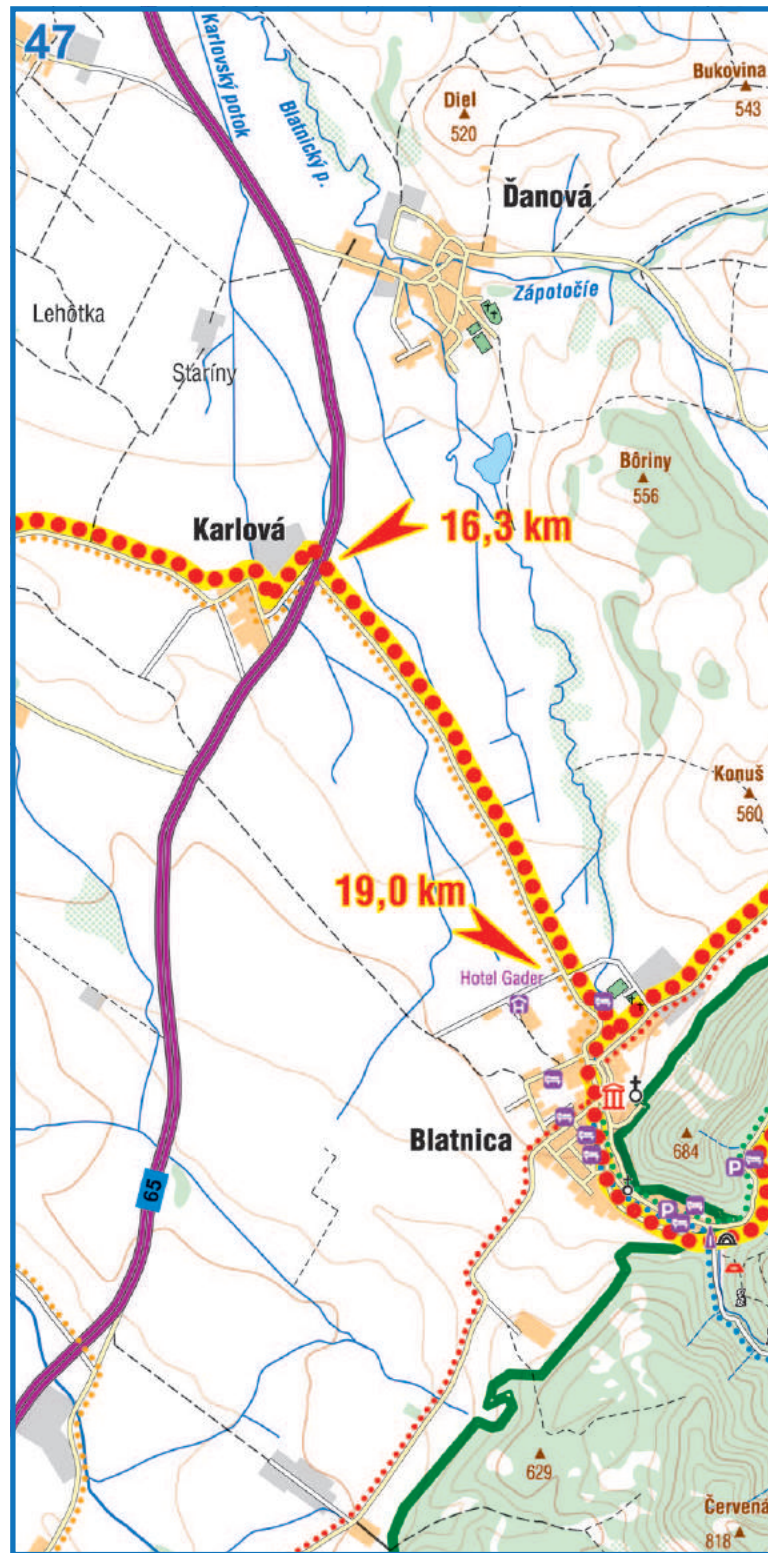 47
Karlovský potok
Blatnický p.
Diel
520
Bukovina
543
Ďanová
Zápotočie
Lehôtka
Staríny
Bôriny
556
Karlová
16,3 km
Konuš
560
19,0 km
Hotel Gader
Blatnica
684
P
P
65
629
Červená
818